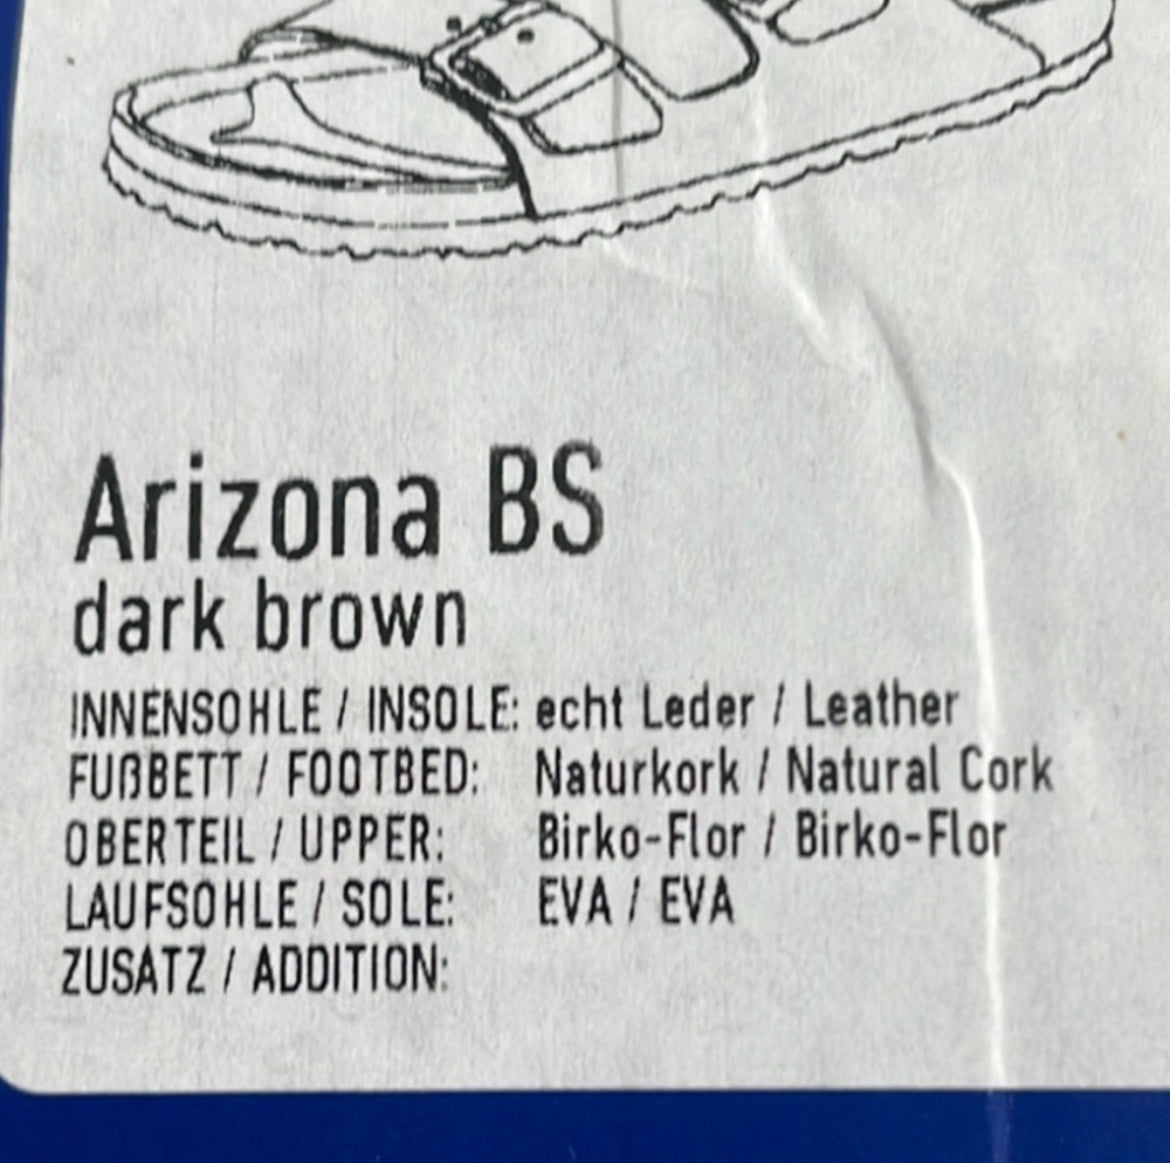 Arizona BS
dark brown
INNENSOHLE / INSOLE: echt Leder / Leather
FUßBETT / FOOTBED: Naturkork / Natural Cork
OBERTEIL / UPPER: Birko-Flor / Birko-Flor
LAUFSOHLE / SOLE: EVA / EVA
ZUSATZ / ADDITION: